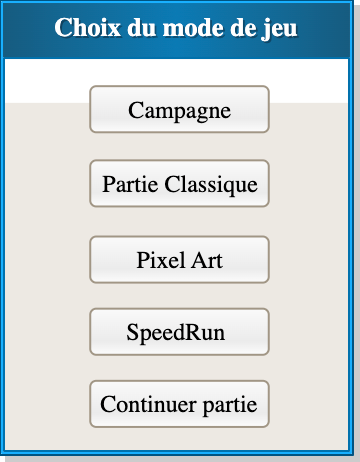 Choix du mode de jeu
Campagne
Partie Classique
Pixel Art
SpeedRun
Continuer partie